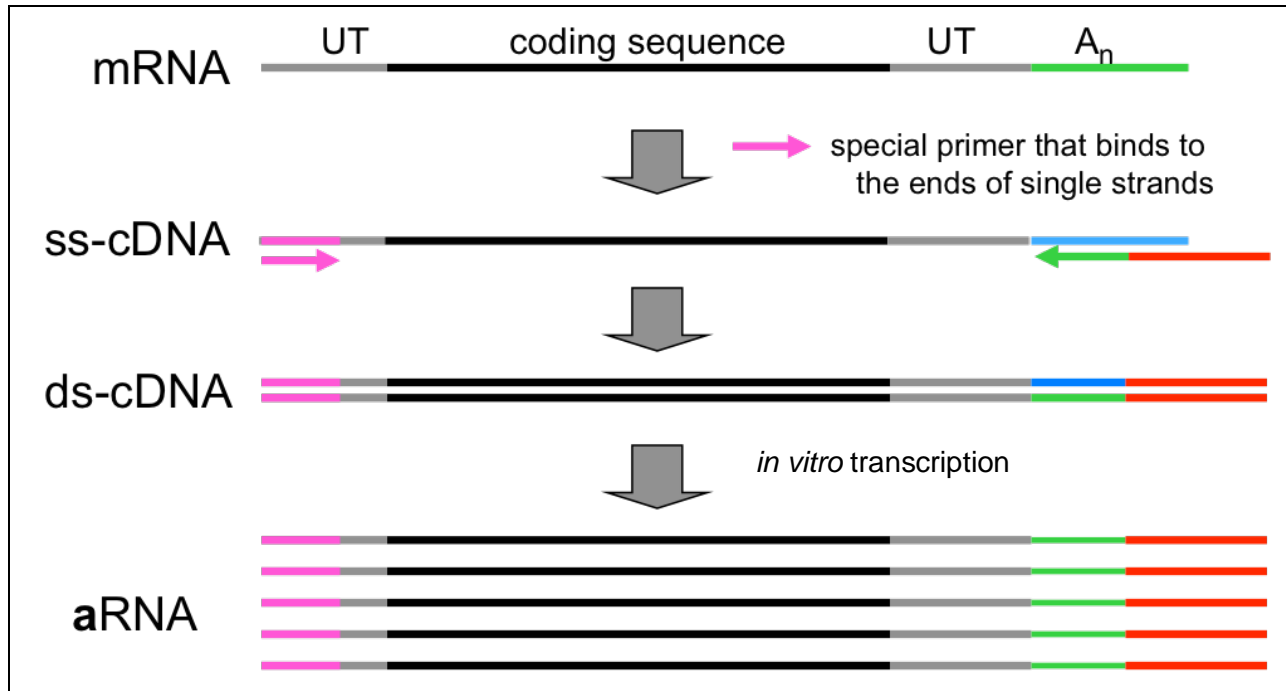 UT coding sequence UT An
mRNA
special primer that binds to
the ends of single strands
ss-cDNA
ds-cDNA
in vitro transcription
aRNA